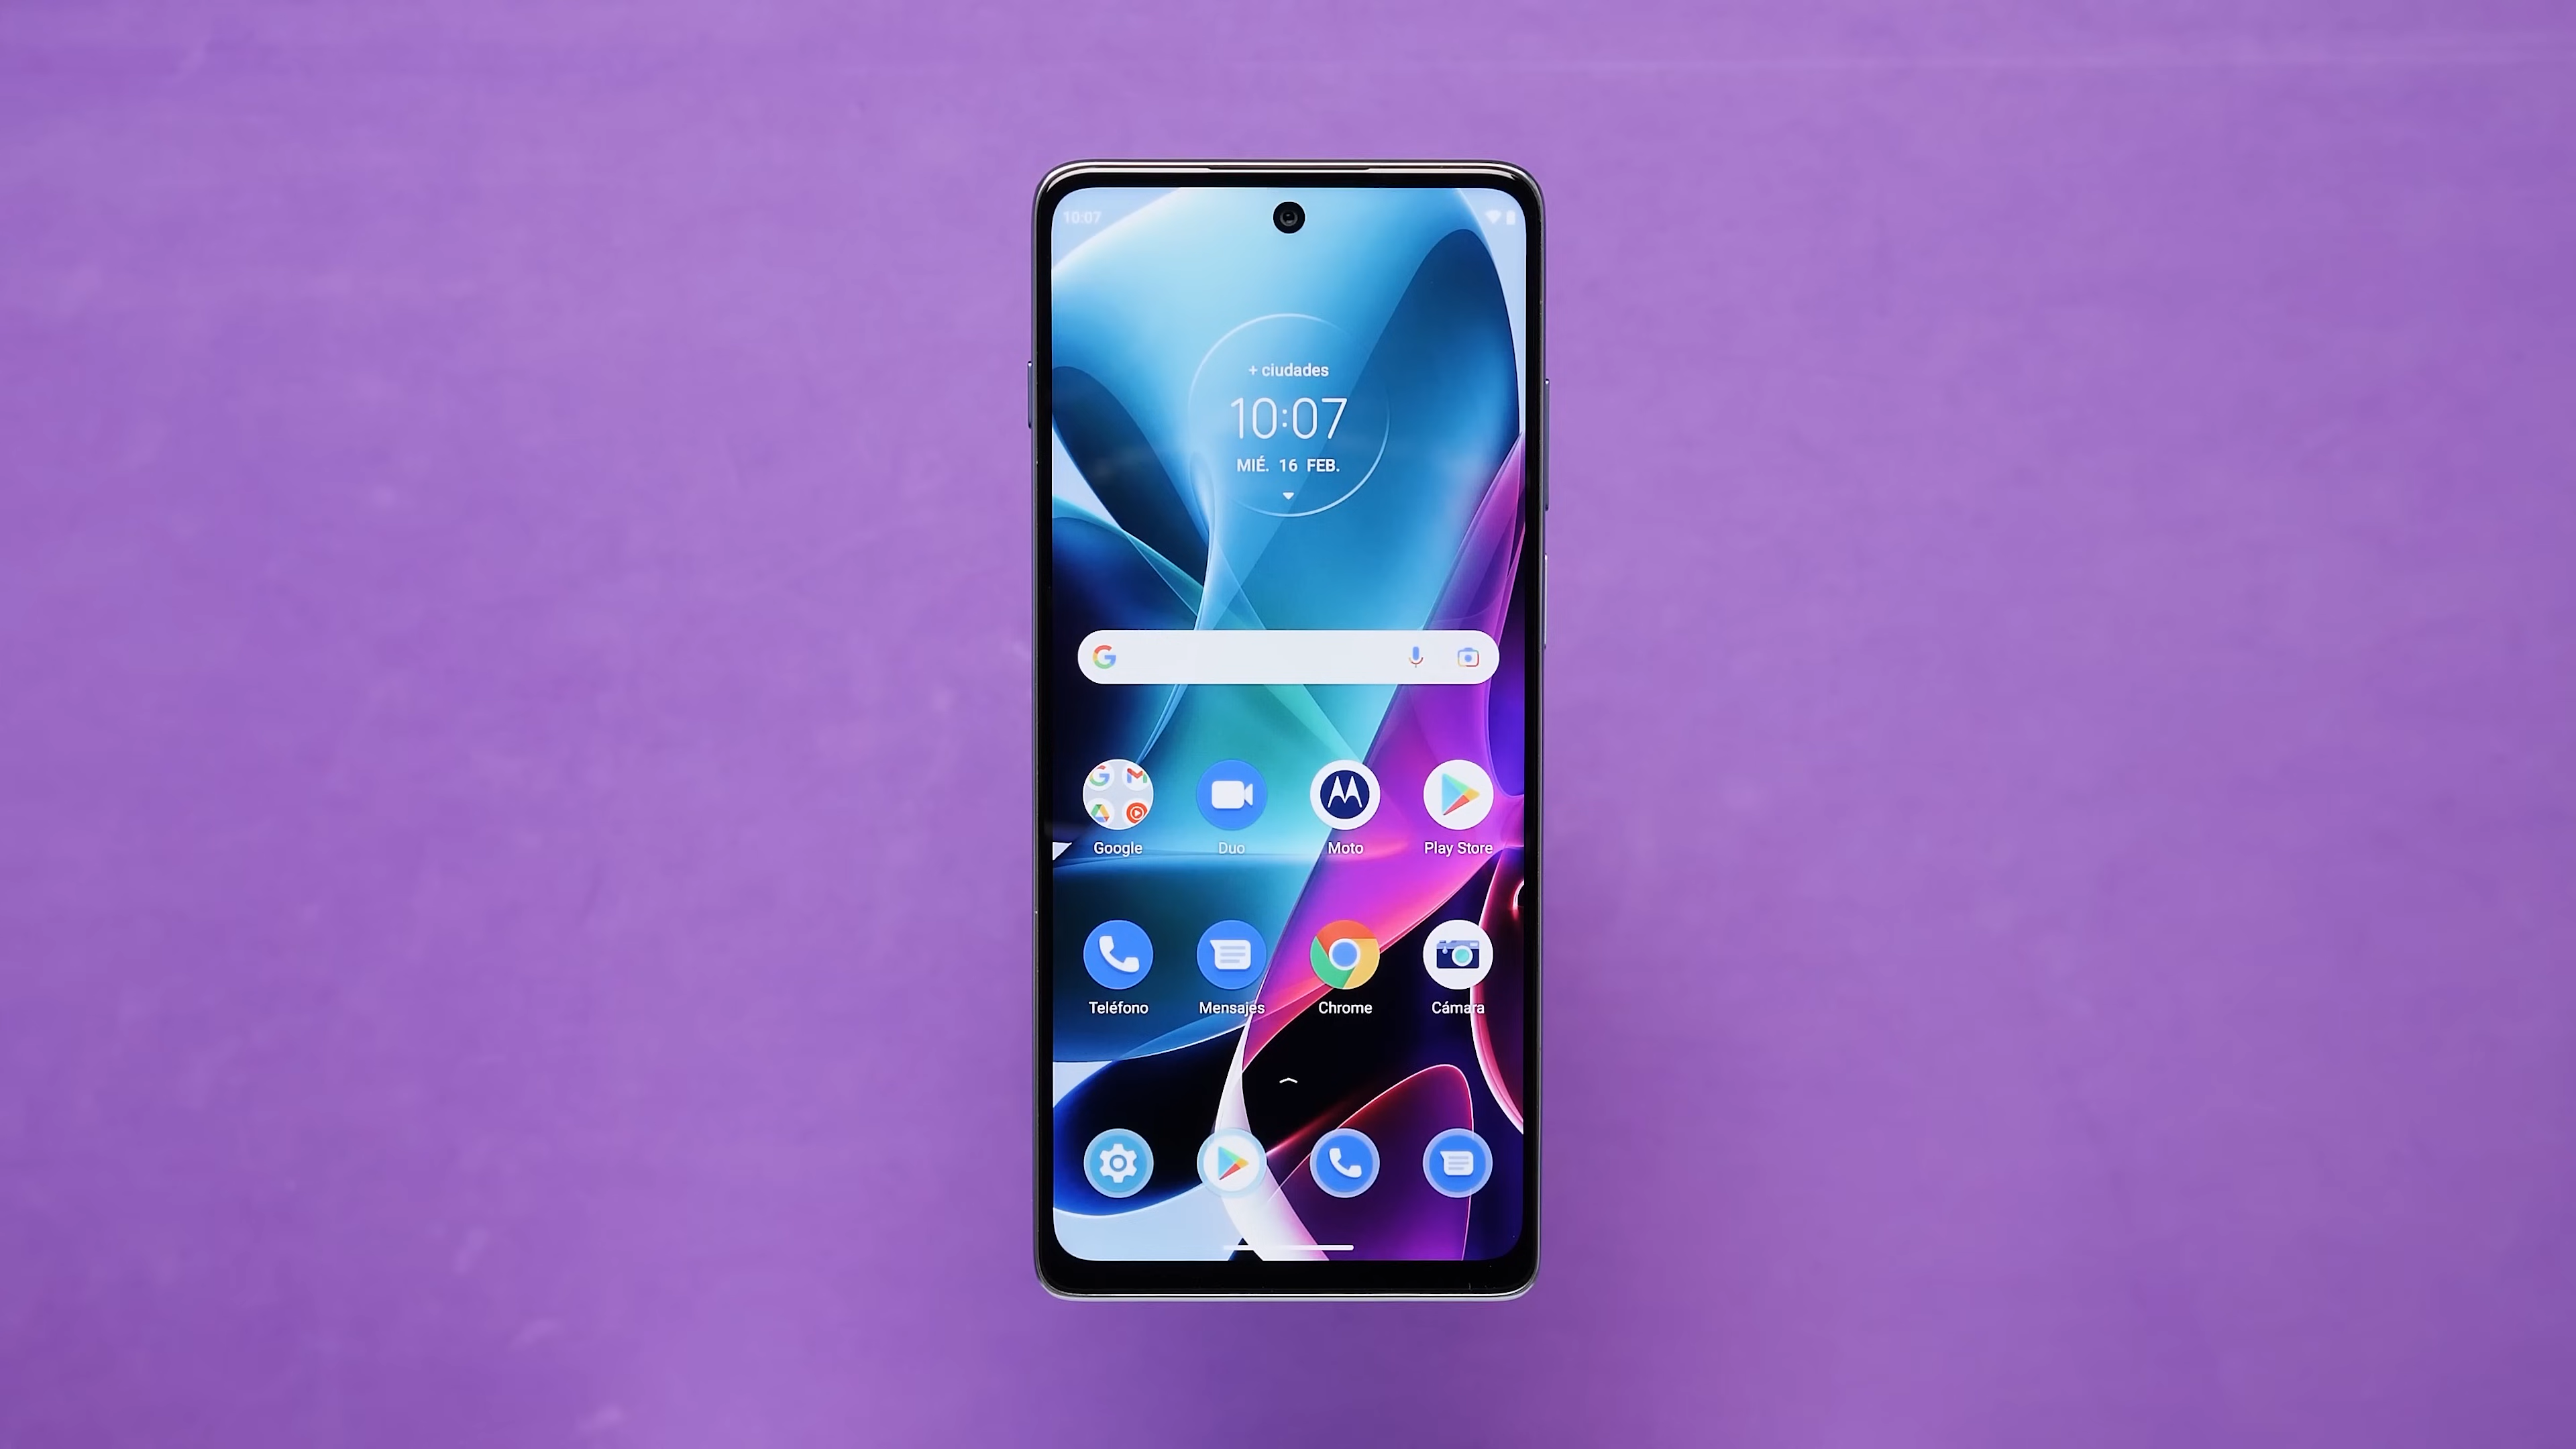 10:07
+ ciudades
10:07
MIÉ. 16 FEB.
Google Duo Moto Play Store
Teléfono Mensajes Chrome Cámara